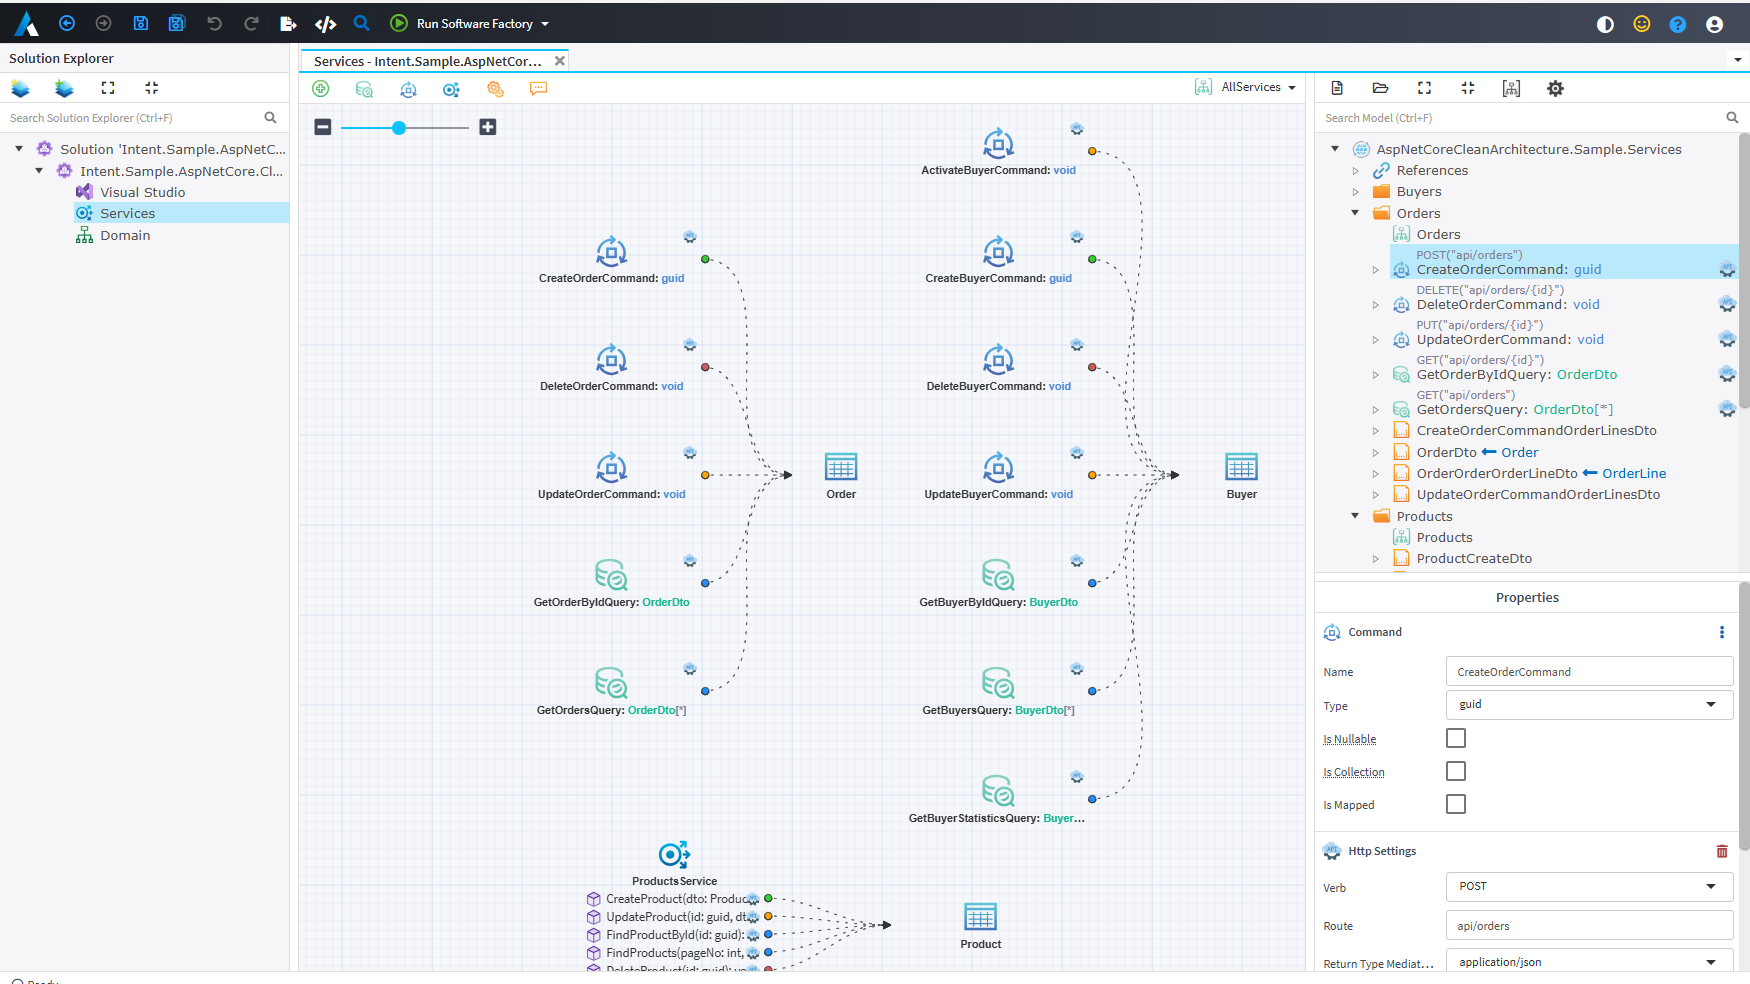 Run Software Factory
Solution Explorer
Search Solution Explorer (Ctrl+F)
Solution 'Intent.Sample.AspNetC...
Intent.Sample.AspNetCore.Cl...
Visual Studio
Services
Domain
Services - Intent.Sample.AspNetCor...
AllServices
ActivateBuyerCommand: void
CreateOrderCommand: guid
CreateBuyerCommand: guid
DeleteOrderCommand: void
DeleteBuyerCommand: void
UpdateOrderCommand: void
Order
UpdateBuyerCommand: void
Buyer
GetOrderByIdQuery: OrderDto
GetBuyerByIdQuery: BuyerDto
GetOrdersQuery: OrderDto[*]
GetBuyersQuery: BuyerDto[*]
GetBuyerStatisticsQuery: Buyer...
ProductsService
CreateProduct(dto: Produc
UpdateProduct(id: guid, dt
FindProductById(id: guid):
FindProducts(pageNo: int,
DeleteProduct(id: guid): vo
Product
Search Model (Ctrl+F)
AspNetCoreCleanArchitecture.Sample.Services
References
Buyers
Orders
Orders
POST("api/orders")
CreateOrderCommand: guid
DELETE("api/orders/{id}")
DeleteOrderCommand: void
PUT("api/orders/{id}")
UpdateOrderCommand: void
GET("api/orders/{id}")
GetOrderByIdQuery: OrderDto
GET("api/orders")
GetOrdersQuery: OrderDto[*]
CreateOrderCommandOrderLinesDto
OrderDto ← Order
OrderOrderOrderLineDto ← OrderLine
UpdateOrderCommandOrderLinesDto
Products
Products
ProductCreateDto
Properties
Command
Name CreateOrderCommand
Type guid
Is Nullable
Is Collection
Is Mapped
Http Settings
Verb POST
Route api/orders
Return Type Mediat... application/json
Ready